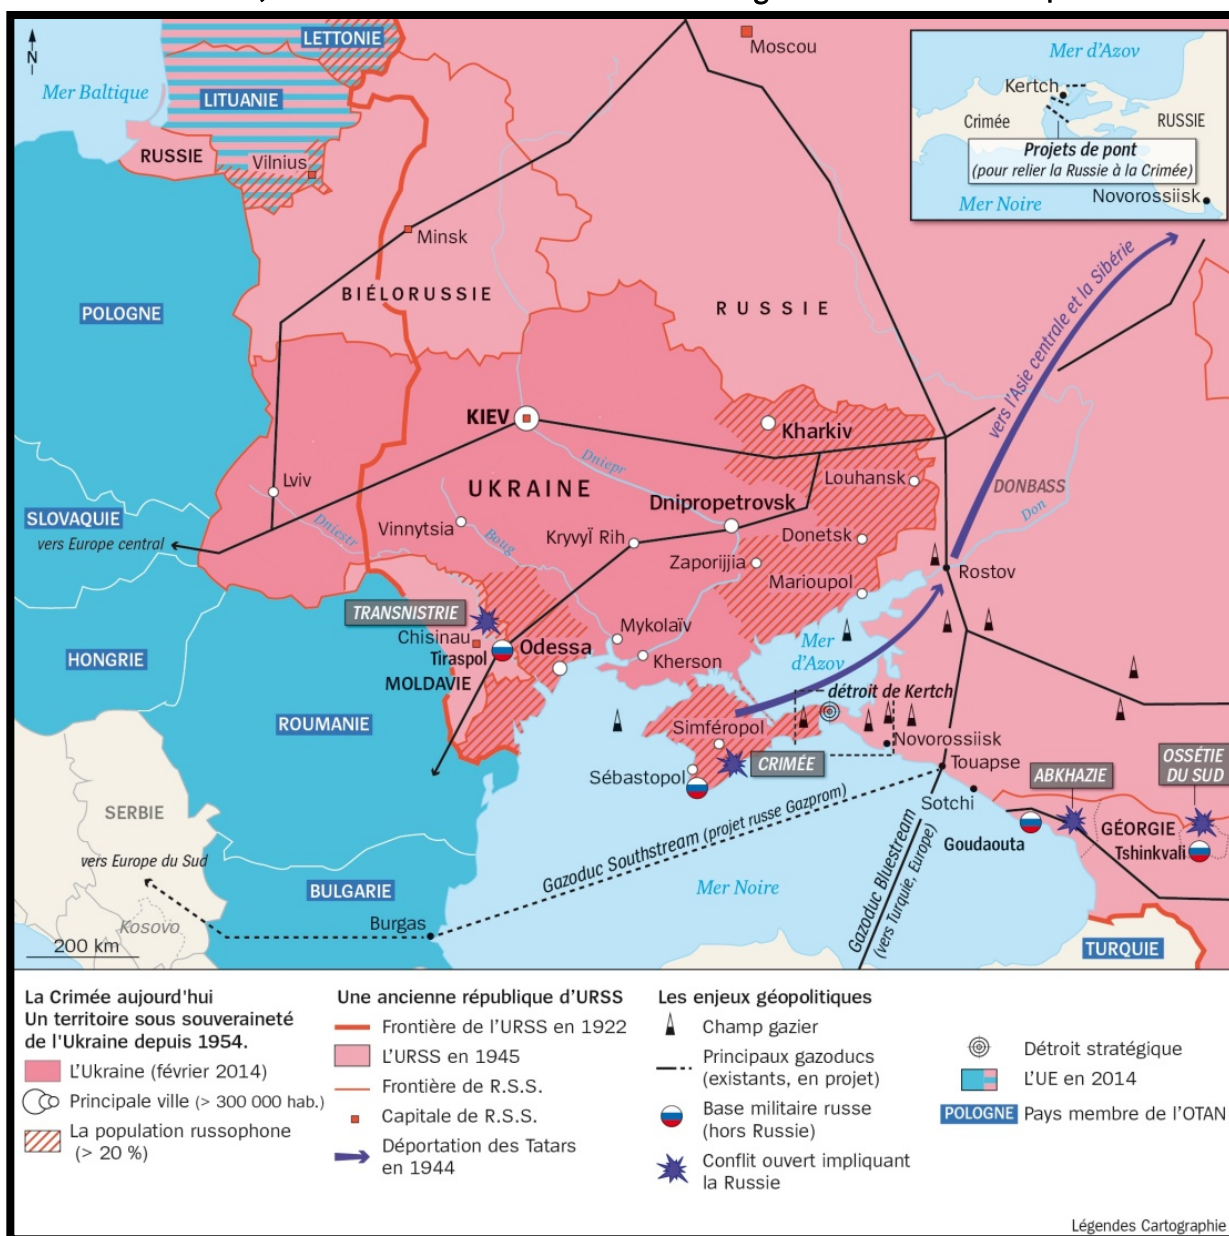 LETTONIE
Moscou
N
Mer Baltique
LITUANIE
RUSSIE
Vilnius
Mer d'Azov
Kertch
Crimée
RUSSIE
Projets de pont
(pour relier la Russie à la Crimée)
Mer Noire
Novorossiisk
Minsk
BIÉLORUSSIE
RUSSIE
POLOGNE
vers l'Asie centrale et la Sibérie
KIEV
Kharkiv
Dniepr
Lviv
UKRAINE
Louhansk
DONBASS
Don
SLOVAQUIE
vers Europe central
Dniestr
Vinnytsia
Boug
Dnipropetrovsk
KryvyÏ Rih
Donetsk
Zaporijjia
Marioupol
Rostov
TRANSNISTRIE
Chisinau
Tiraspol
Odessa
Mykolaïv
Kherson
Mer
d'Azov
HONGRIE
MOLDAVIE
ROUMANIE
détroit de Kertch
Simféropol
Novorossiisk
Sébastopol
CRIMÉE
Touapse
Sotchi
ABKHAZIE
OSSÉTIE
DU SUD
SERBIE
Goudaouta
GÉORGIE
Tshinkvali
vers Europe du Sud
Gazoduc Southstream (projet russe Gazprom)
Gazoduc Bluestream
(vers Turquie, Europe)
BULGARIE
Mer Noire
Kosovo
Burgas
200 km
TURQUIE
La Crimée aujourd'hui
Un territoire sous souveraineté
de l'Ukraine depuis 1954.
L'Ukraine (février 2014)
Principale ville (> 300 000 hab.)
La population russophone
(> 20 %)
Une ancienne république d'URSS
Frontière de l'URSS en 1922
L'URSS en 1945
Frontière de R.S.S.
Capitale de R.S.S.
Déportation des Tatars
en 1944
Les enjeux géopolitiques
Champ gazier
Principaux gazoducs
(existants, en projet)
Base militaire russe
(hors Russie)
Conflit ouvert impliquant
la Russie
Détroit stratégique
L'UE en 2014
POLOGNE Pays membre de l'OTAN
Légendes Cartographie